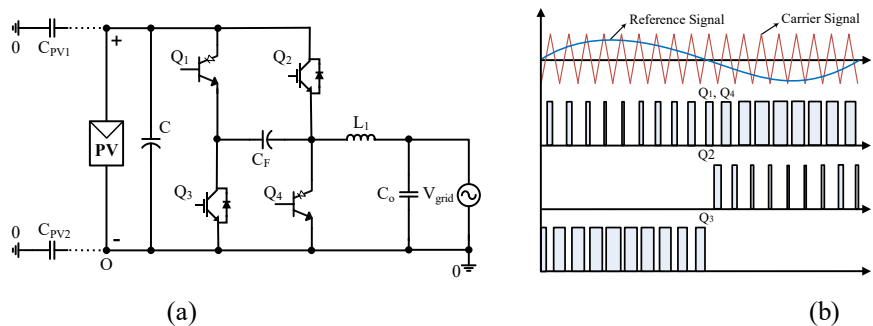 0
C_PV1
+
Q_1
Q_2
PV
C
C_F
L_1
Q_3
Q_4
C_o
V_grid
0
C_PV2
-
O
0
(a)
Reference Signal
Carrier Signal
Q_1, Q_4
Q2
Q_3
(b)